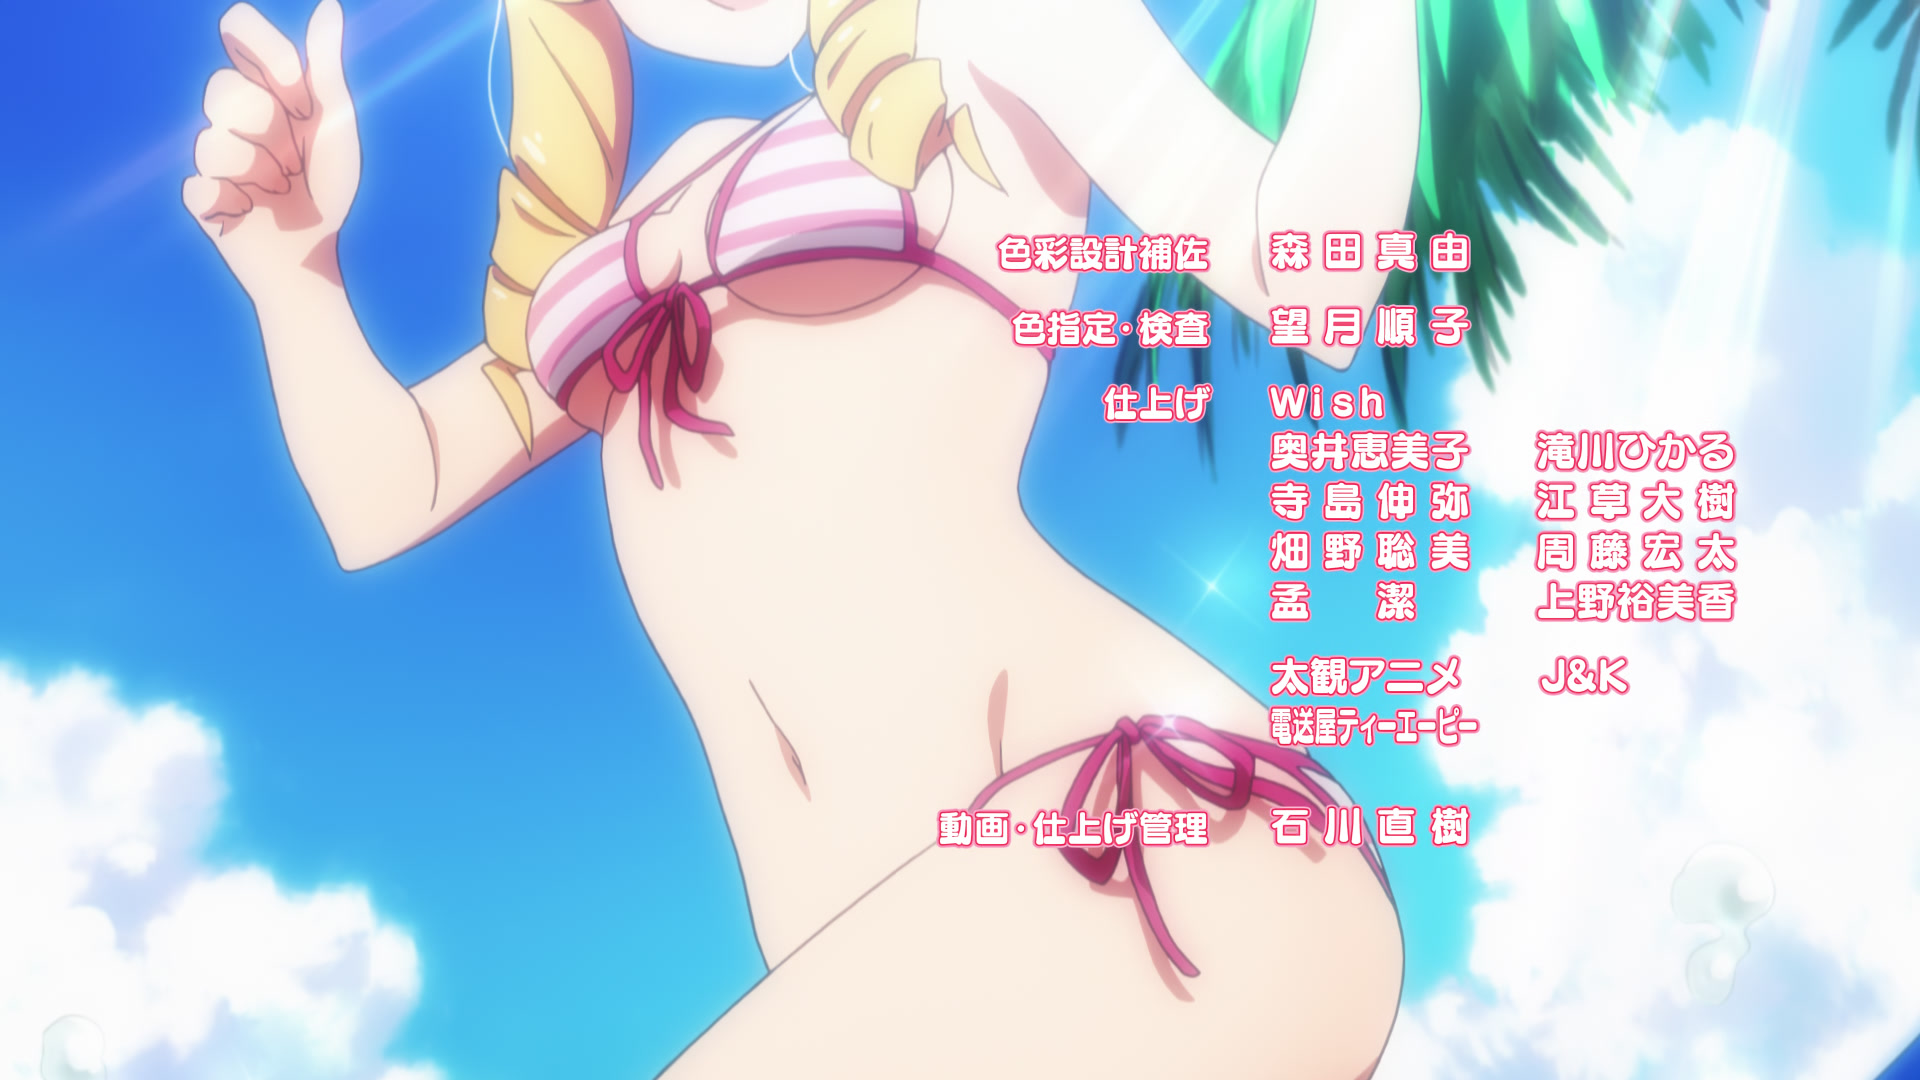 色彩設計補佐 森田真由
色指定・検査 望月順子
仕上げ Wish
奥井恵美子 滝川ひかる
寺島伸弥 江草大樹
畑野聡美 周藤宏太
孟潔 上野裕美香
太観アニメ J&K
電送屋ティーエーピー
動画・仕上げ管理 石川直樹